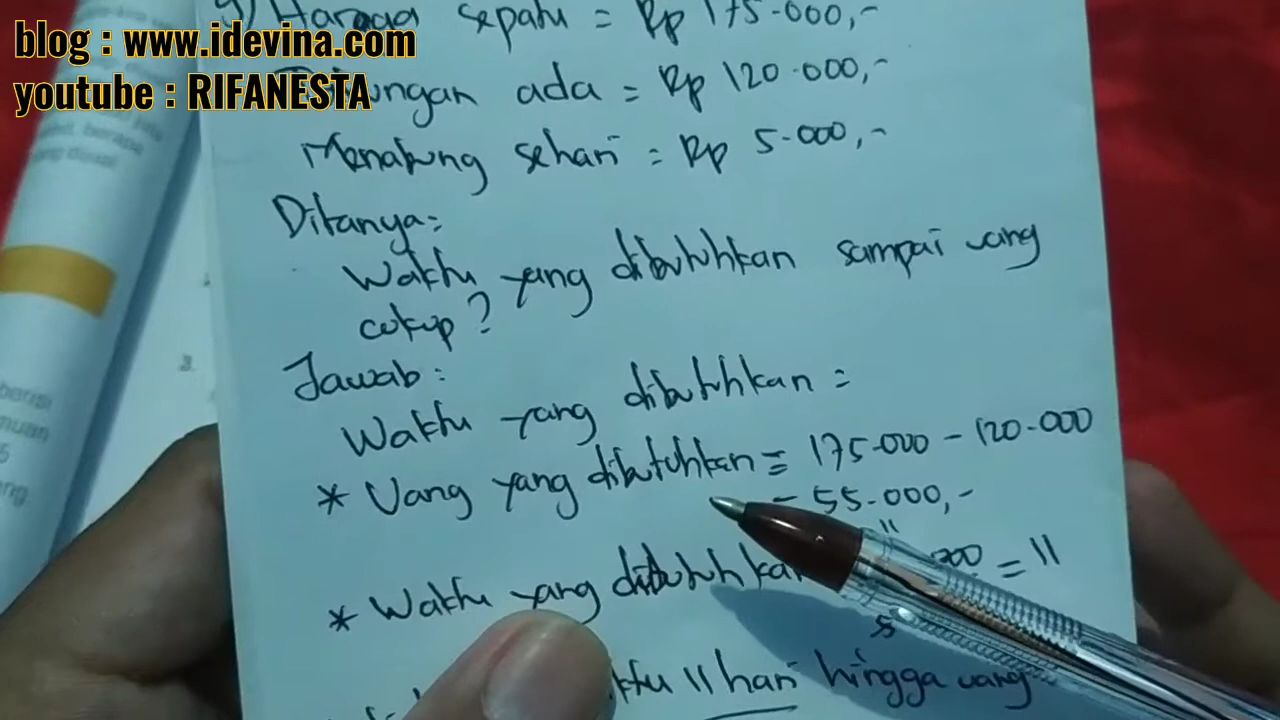 9) Harga sepatu = Rp 175.000,-
blog : www.idevina.com
youtube : RIFANESTA
ada = Rp 120.000,-
Menabung sehari = Rp 5.000,-
Ditanya:
Waktu yang dibutuhkan sampai uang
cukup?
Jawab:
Waktu yang dibutuhkan =
* Uang yang dibutuhkan = 175.000 - 120.000
= 55.000,-
* Waktu yang dibutuhkan = 11
11 hari hingga uang